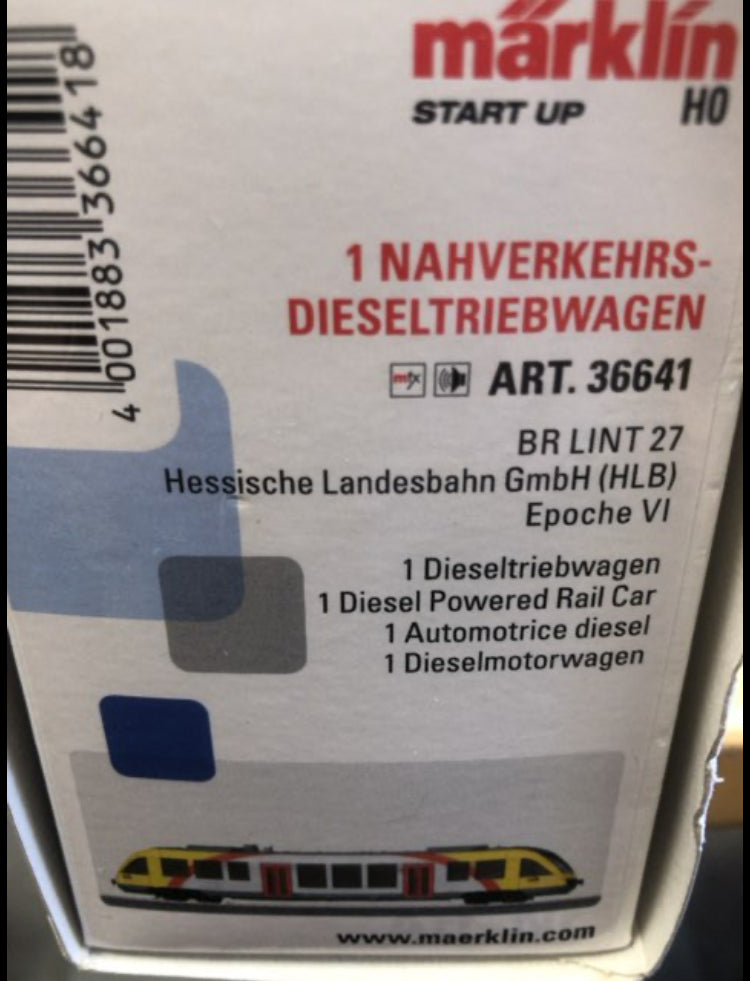 märklin
START UP H0
1 NAHVERKEHRS-
DIESELTRIEBWAGEN
mfx ART. 36641
BR LINT 27
Hessische Landesbahn GmbH (HLB)
Epoche VI
1 Dieseltriebwagen
1 Diesel Powered Rail Car
1 Automotrice diesel
1 Dieselmotorwagen
www.maerklin.com
4 001883 366418